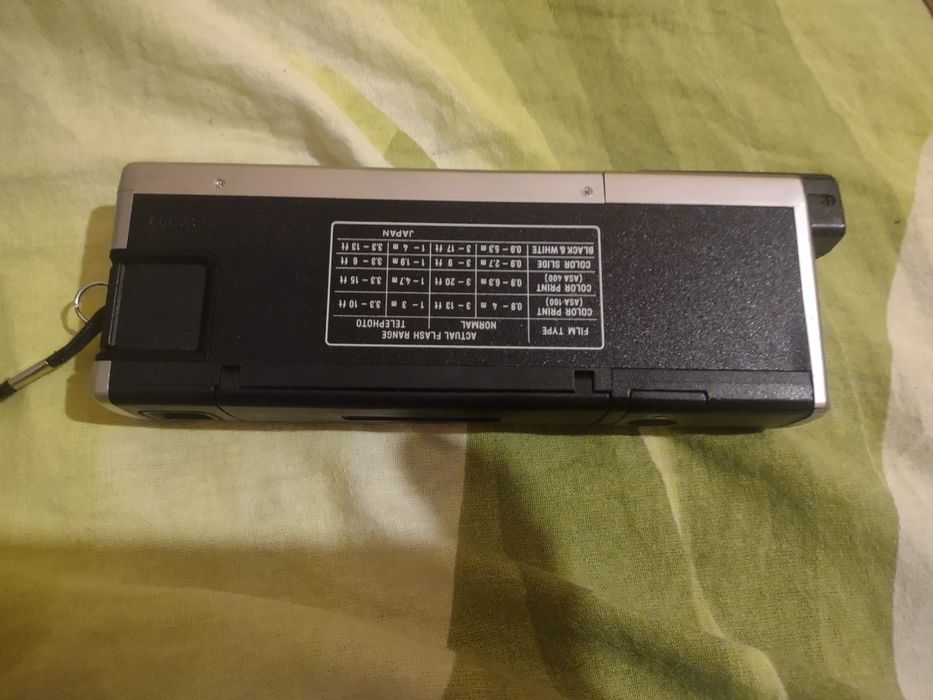 ACTUAL FLASH RANGE
FILM TYPE NORMAL TELEPHOTO
COLOR PRINT (ASA 100) 0.9 – 4 m 3 – 13 ft 1 – 3 m 3.3 – 10 ft
COLOR PRINT (ASA 400) 0.9 – 6.3 m 3 – 20 ft 1 – 4.7 m 3.3 – 15 ft
COLOR SLIDE 0.9 – 2.7 m 3 – 9 ft 1 – 1.9 m 3.3 – 6 ft
BLACK & WHITE 0.9 – 5.3 m 3 – 17 ft 1 – 4 m 3.3 – 13 ft
JAPAN